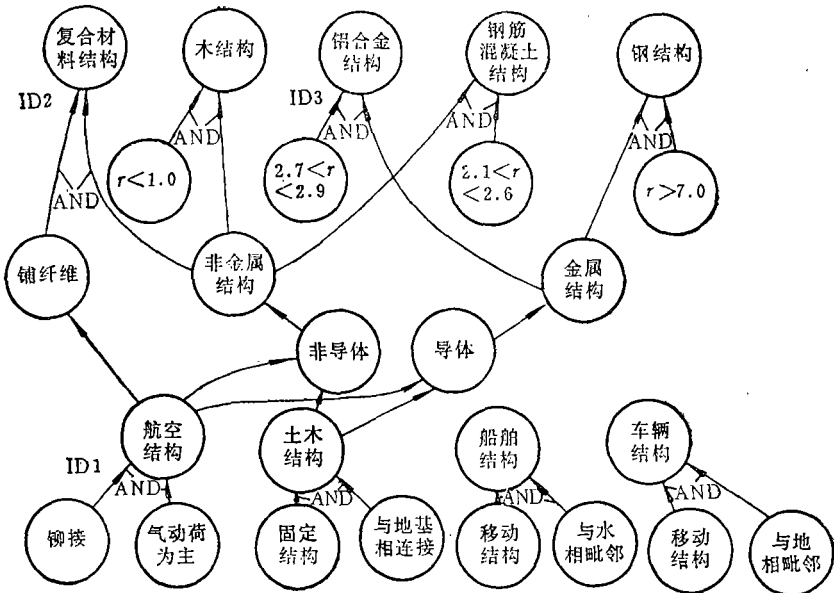 复合材
料结构
木结构
铝合金
结构
钢筋
混凝土
结构
钢结构
ID2
ID3
AND
AND
AND
AND
AND
r<1.0
2.7<r
<2.9
2.1<r
<2.6
r>7.0
铺纤维
非金属
结构
金属
结构
非导体
导体
航空
结构
土木
结构
船舶
结构
车辆
结构
ID1
AND
AND
AND
AND
铆接
气动荷
为主
固定
结构
与地基
相连接
移动
结构
与水
相毗邻
移动
结构
与地
相毗邻